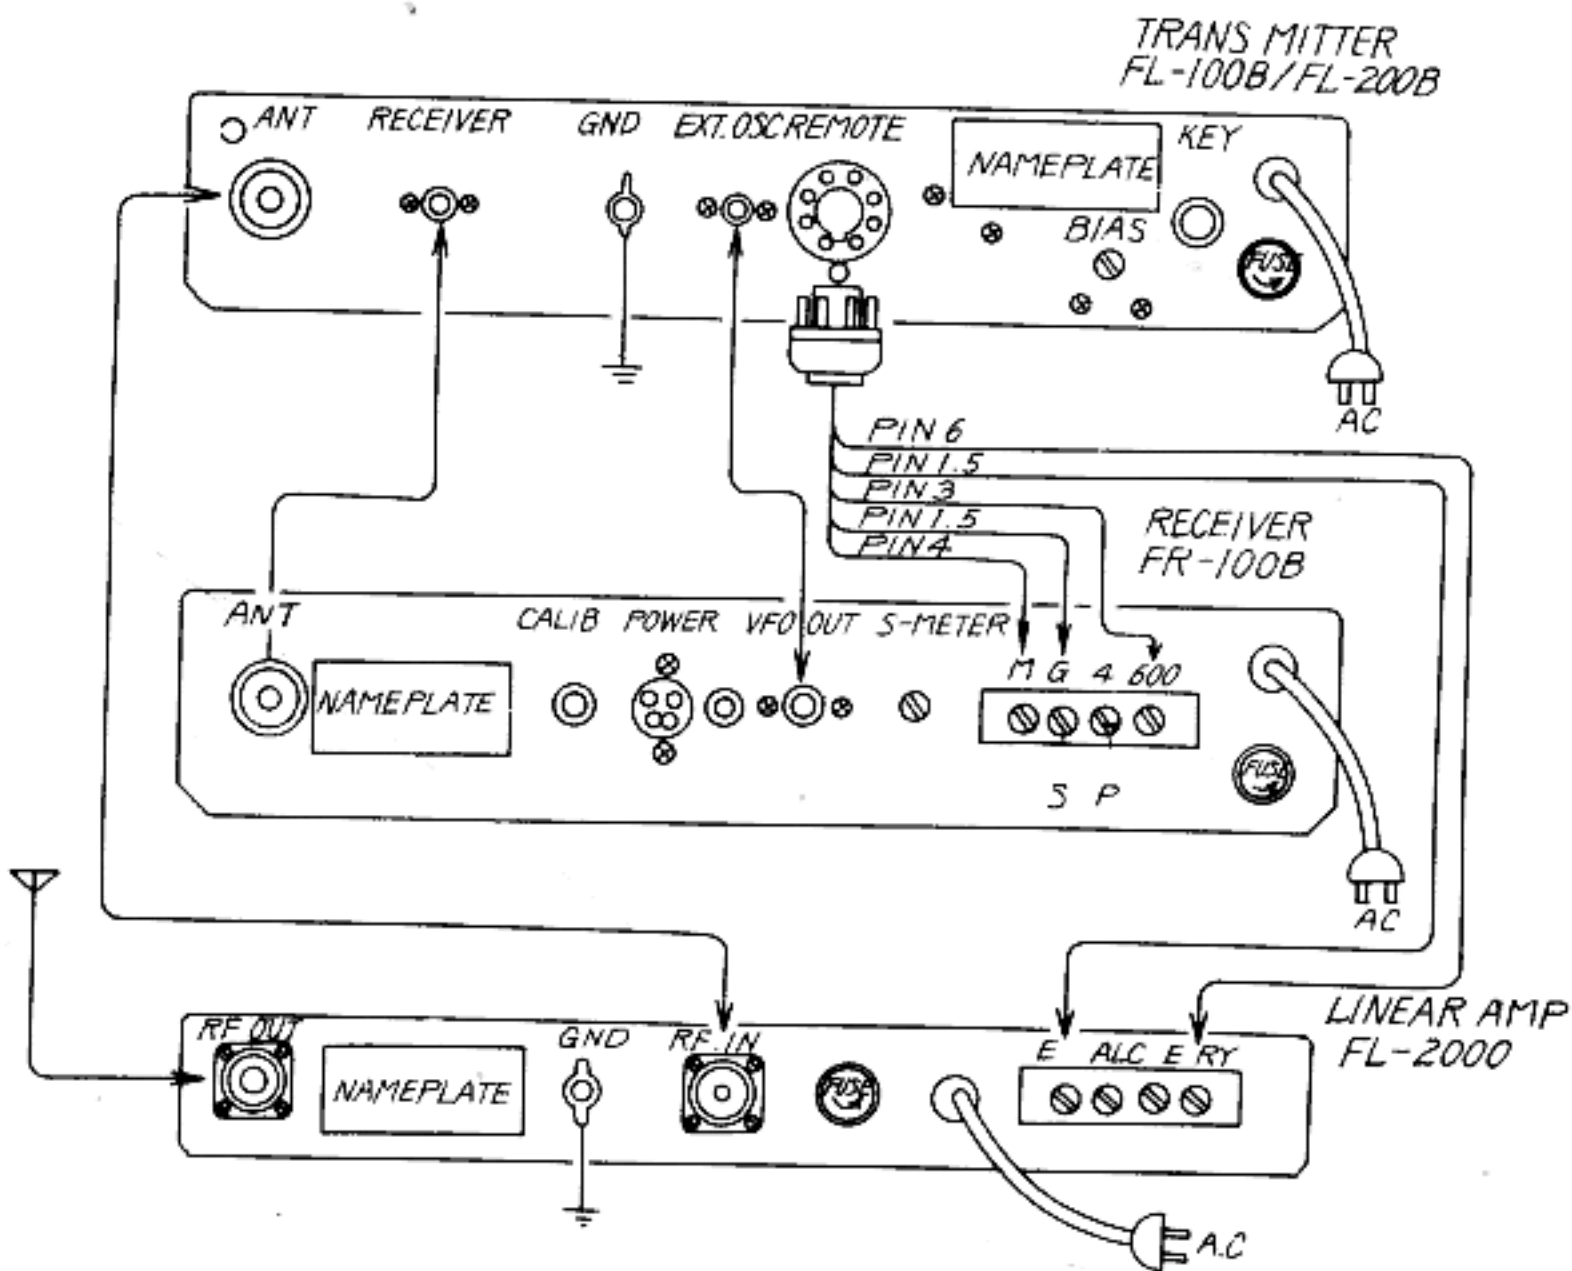 TRANS MITTER
FL-100B/FL-200B
ANT RECEIVER GND EXT.OSC REMOTE KEY
NAMEPLATE
BIAS
FUSE
AC
PIN 6
PIN 1.5
PIN 3
PIN 1.5
PIN 4
RECEIVER
FR-100B
ANT CALIB POWER VFO OUT S-METER
M G 4 600
NAMEPLATE
FUSE
S P
AC
LINEAR AMP
FL-2000
RF OUT GND RF. IN E ALC E RY
NAMEPLATE
FUSE
A.C